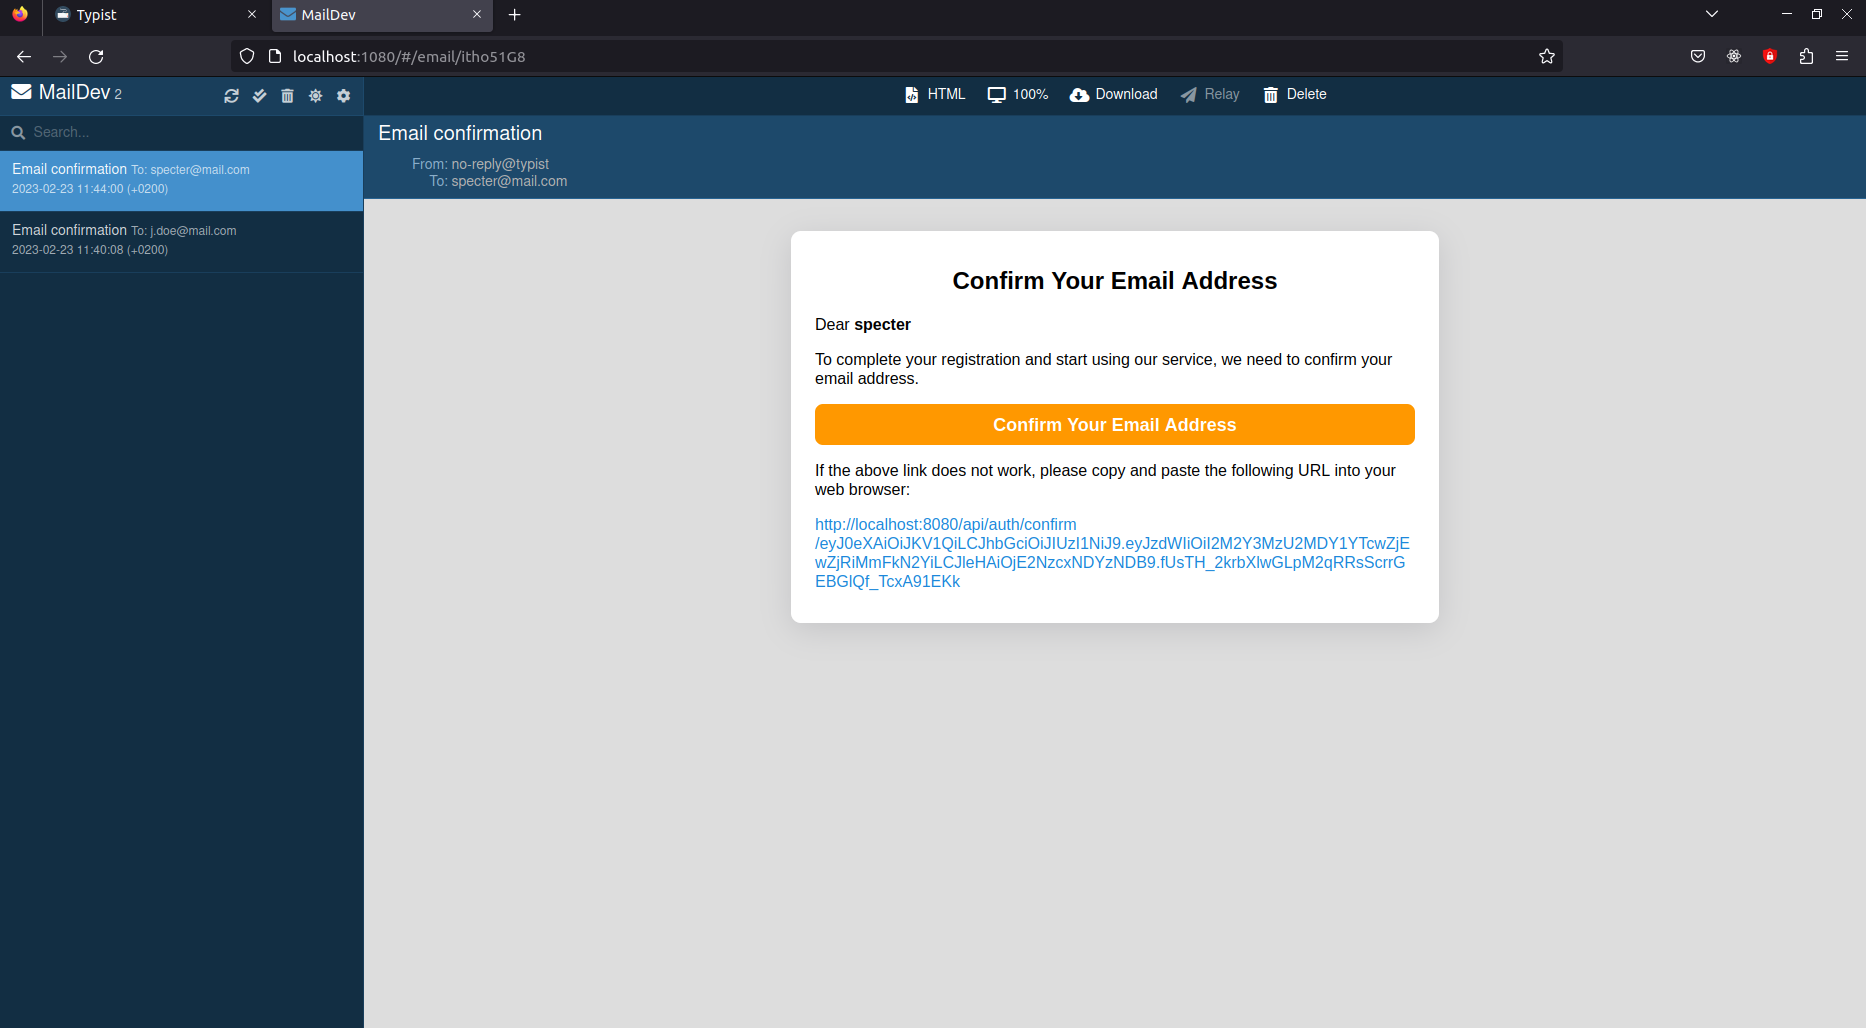 Typist
MailDev
localhost:1080/#/email/itho51G8
MailDev 2
HTML 100% Download Relay Delete
Search...
Email confirmation To: specter@mail.com
2023-02-23 11:44:00 (+0200)
Email confirmation To: j.doe@mail.com
2023-02-23 11:40:08 (+0200)
Email confirmation
From: no-reply@typist
To: specter@mail.com
Confirm Your Email Address
Dear specter
To complete your registration and start using our service, we need to confirm your
email address.
Confirm Your Email Address
If the above link does not work, please copy and paste the following URL into your
web browser:
http://localhost:8080/api/auth/confirm
/eyJ0eXAiOiJKV1QiLCJhbGciOiJIUzI1NiJ9.eyJzdWIiOiI2M2Y3MzU2MDY1YTcwZjE
wZjRiMmFkN2YiLCJleHAiOjE2NzcxNDYzNDB9.fUsTH_2krbXlwGLpM2qRRsScrrG
EBGlQf_TcxA91EKk